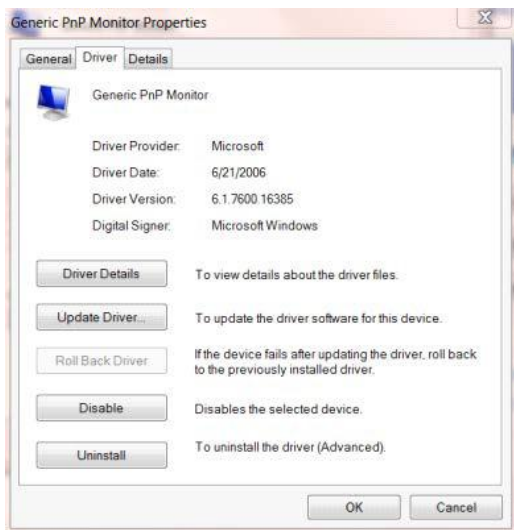 Generic PnP Monitor Properties
General Driver Details
Generic PnP Monitor
Driver Provider: Microsoft
Driver Date: 6/21/2006
Driver Version: 6.1.7600.16385
Digital Signer: Microsoft Windows
Driver Details To view details about the driver files.
Update Driver... To update the driver software for this device.
Roll Back Driver If the device fails after updating the driver, roll back
to the previously installed driver.
Disable Disables the selected device.
Uninstall To uninstall the driver (Advanced).
OK Cancel